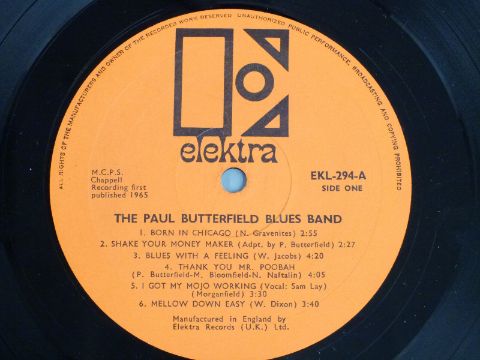 ALL RIGHTS OF THE MANUFACTURERS AND OWNER OF THE RECORDED WORK RESERVED. UNAUTHORIZED PUBLIC PERFORMANCE, BROADCASTING AND COPYING OF THIS RECORD PROHIBITED
elektra
M.C.P.S.
Chappell
Recording first
published 1965
EKL-294-A
SIDE ONE
THE PAUL BUTTERFIELD BLUES BAND
1. BORN IN CHICAGO (N. Gravenites) 2:55
2. SHAKE YOUR MONEY MAKER (Adpt. by P. Butterfield) 2:27
3. BLUES WITH A FEELING (W. Jacobs) 4:20
4. THANK YOU MR. POOBAH
(P. Butterfield-M. Bloomfield-N. Naftalin) 4:05
5. I GOT MY MOJO WORKING (Vocal: Sam Lay)
(Morganfield) 3:30
6. MELLOW DOWN EASY (W. Dixon) 3:40
Manufactured in England by
Elektra Records (U.K.) Ltd.